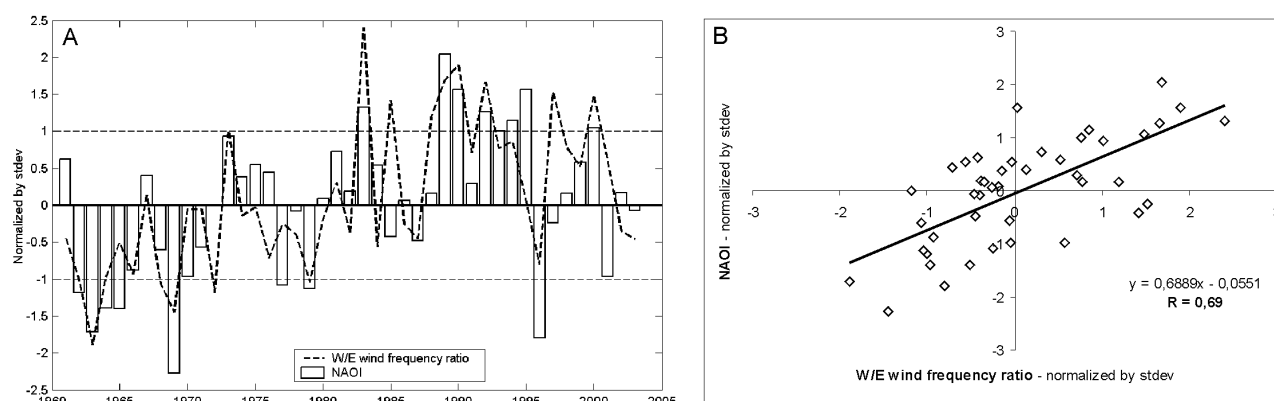 A
Normalized by stdev
2.5
2
1.5
1
0.5
0
-0.5
-1
-1.5
-2
-2.5
W/E wind frequency ratio
NAOI
1960 1965 1970 1975 1980 1985 1990 1995 2000 2005
B
NAOI - normalized by stdev
3
2
1
0
-1
-2
-3
-3 -2 -1 0 1 2 3
y = 0,6889x - 0,0551
R = 0,69
W/E wind frequency ratio - normalized by stdev